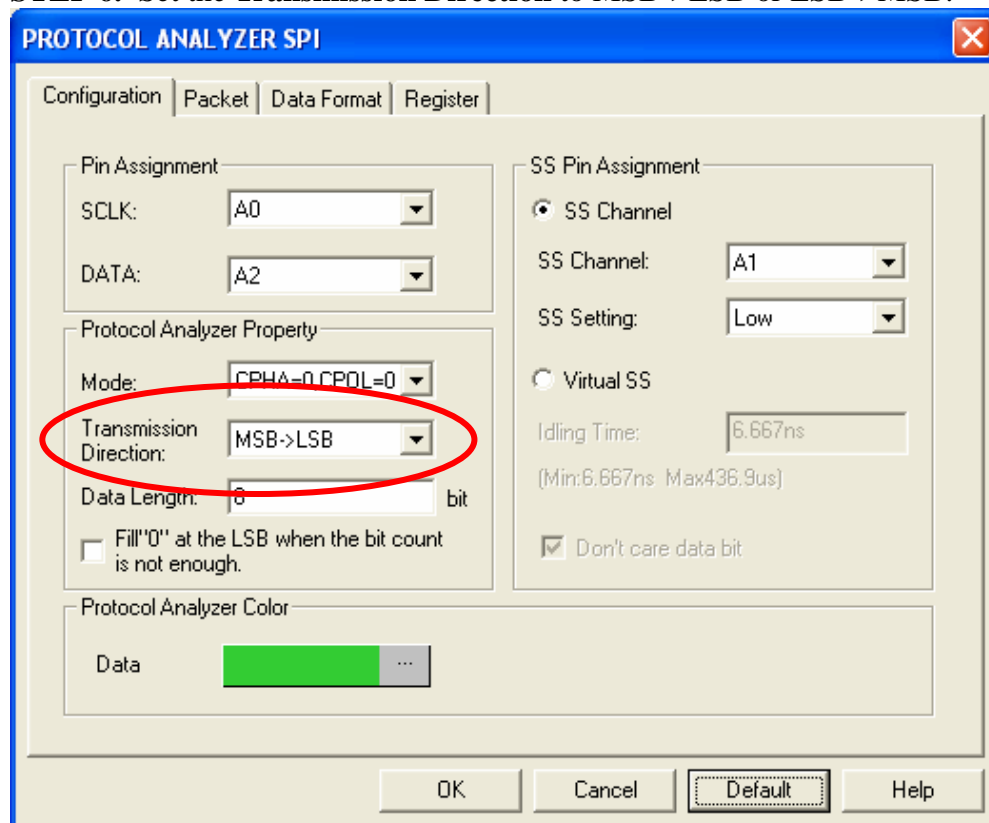 PROTOCOL ANALYZER SPI
Configuration
Packet
Data Format
Register
Pin Assignment
SCLK:
A0
DATA:
A2
Protocol Analyzer Property
Mode:
CPHA=0,CPOL=0
Transmission
Direction:
MSB->LSB
Data Length:
bit
Fill"0" at the LSB when the bit count
is not enough.
SS Pin Assignment
SS Channel
SS Channel:
A1
SS Setting:
Low
Virtual SS
Idling Time:
6.667ns
(Min:6.667ns Max436.9us)
Don't care data bit
Protocol Analyzer Color
Data
...
OK
Cancel
Default
Help